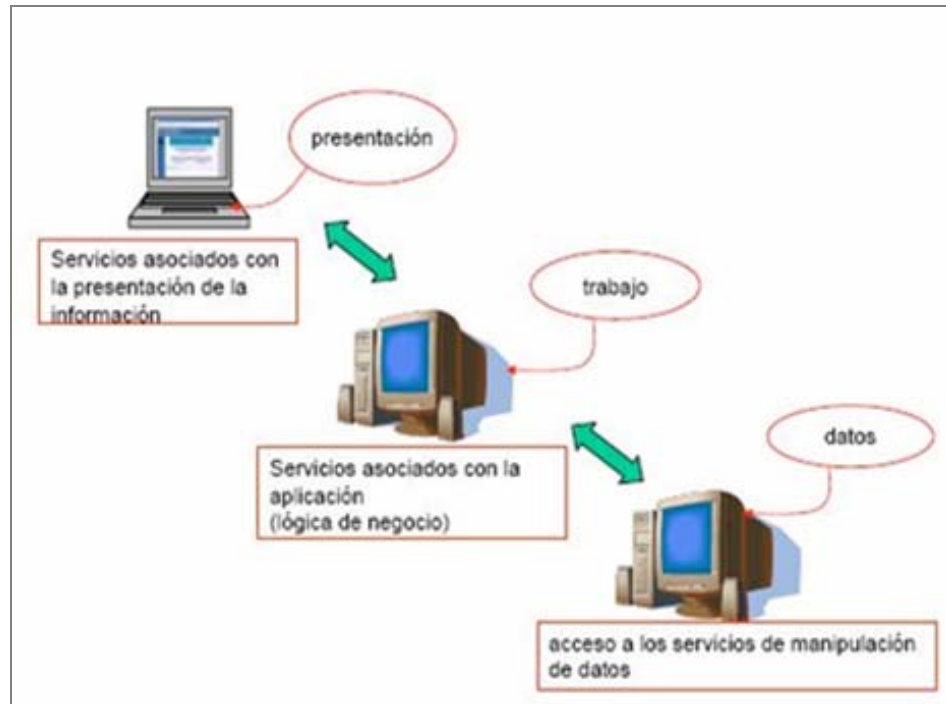 presentación
Servicios asociados con
la presentación de la
información
trabajo
Servicios asociados con la
aplicación
(lógica de negocio)
datos
acceso a los servicios de manipulación
de datos